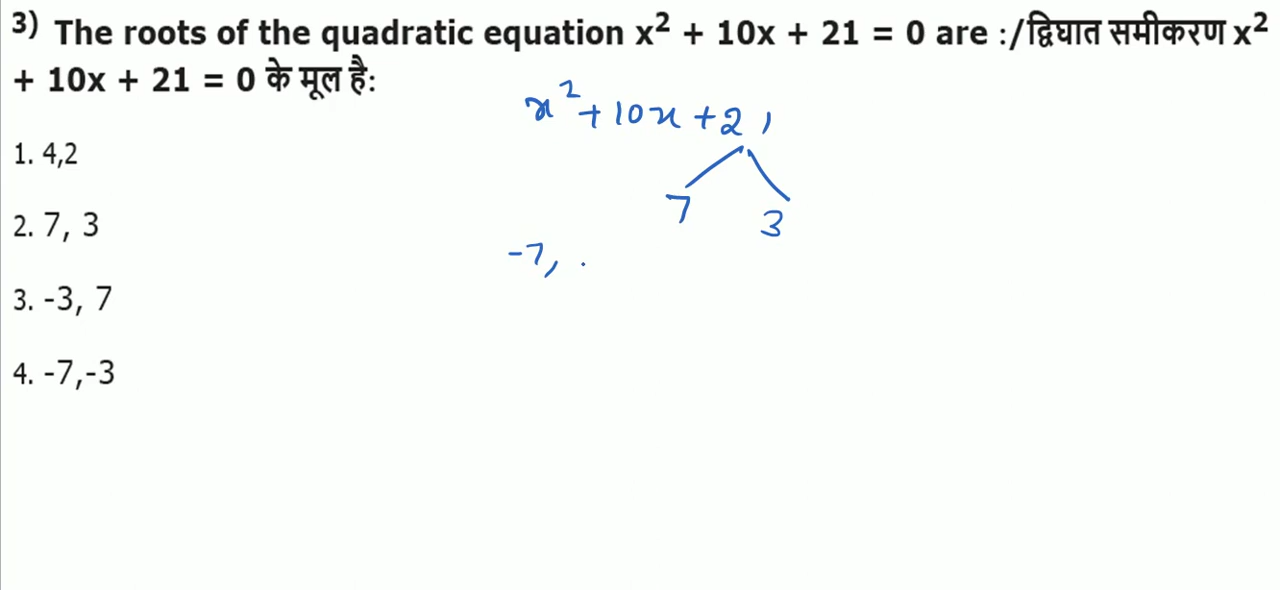 3) The roots of the quadratic equation x² + 10x + 21 = 0 are :/द्विघात समीकरण x²
+ 10x + 21 = 0 के मूल है:
x² + 10x + 21
1. 4,2
7 3
2. 7, 3
-7, .
3. -3, 7
4. -7,-3